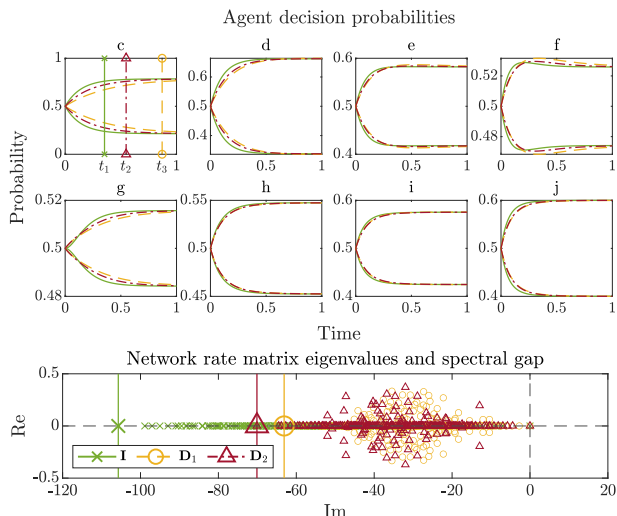 Agent decision probabilities
c d e f
1 0.6 0.6 0.52
0.5 0.5 0.5 0.5
0 0.4 0.4 0.48
0 t1 t2 t3 1 0 0.5 1 0 0.5 1 0 0.5 1
Probability
g h i j
0.52 0.55 0.6 0.6
0.5 0.5 0.5 0.5
0.48 0.45 0.4 0.4
0 0.5 1 0 0.5 1 0 0.5 1 0 0.5 1
Time
Network rate matrix eigenvalues and spectral gap
0.5
Re 0
I D1 D2
-0.5
-120 -100 -80 -60 -40 -20 0 20
Im